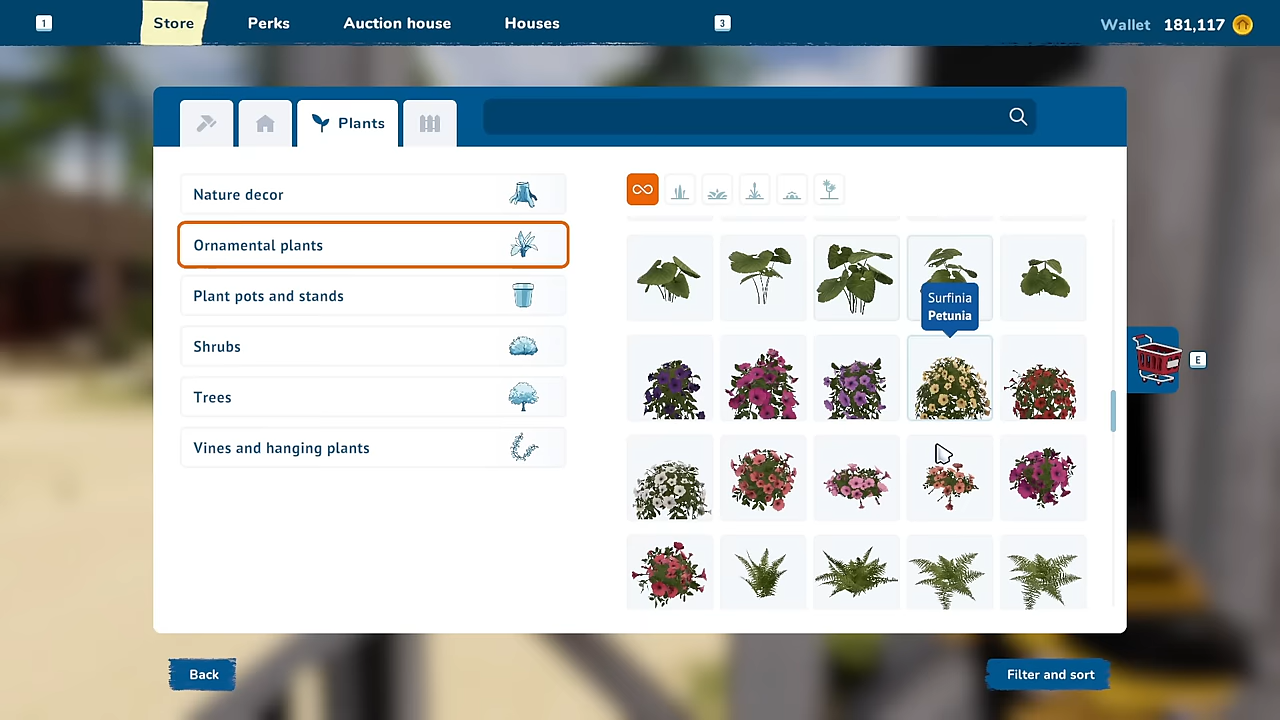 1
Store
Perks
Auction house
Houses
3
Wallet 181,117
Plants
Nature decor
Ornamental plants
Plant pots and stands
Shrubs
Trees
Vines and hanging plants
Surfinia
Petunia
E
Back
Filter and sort